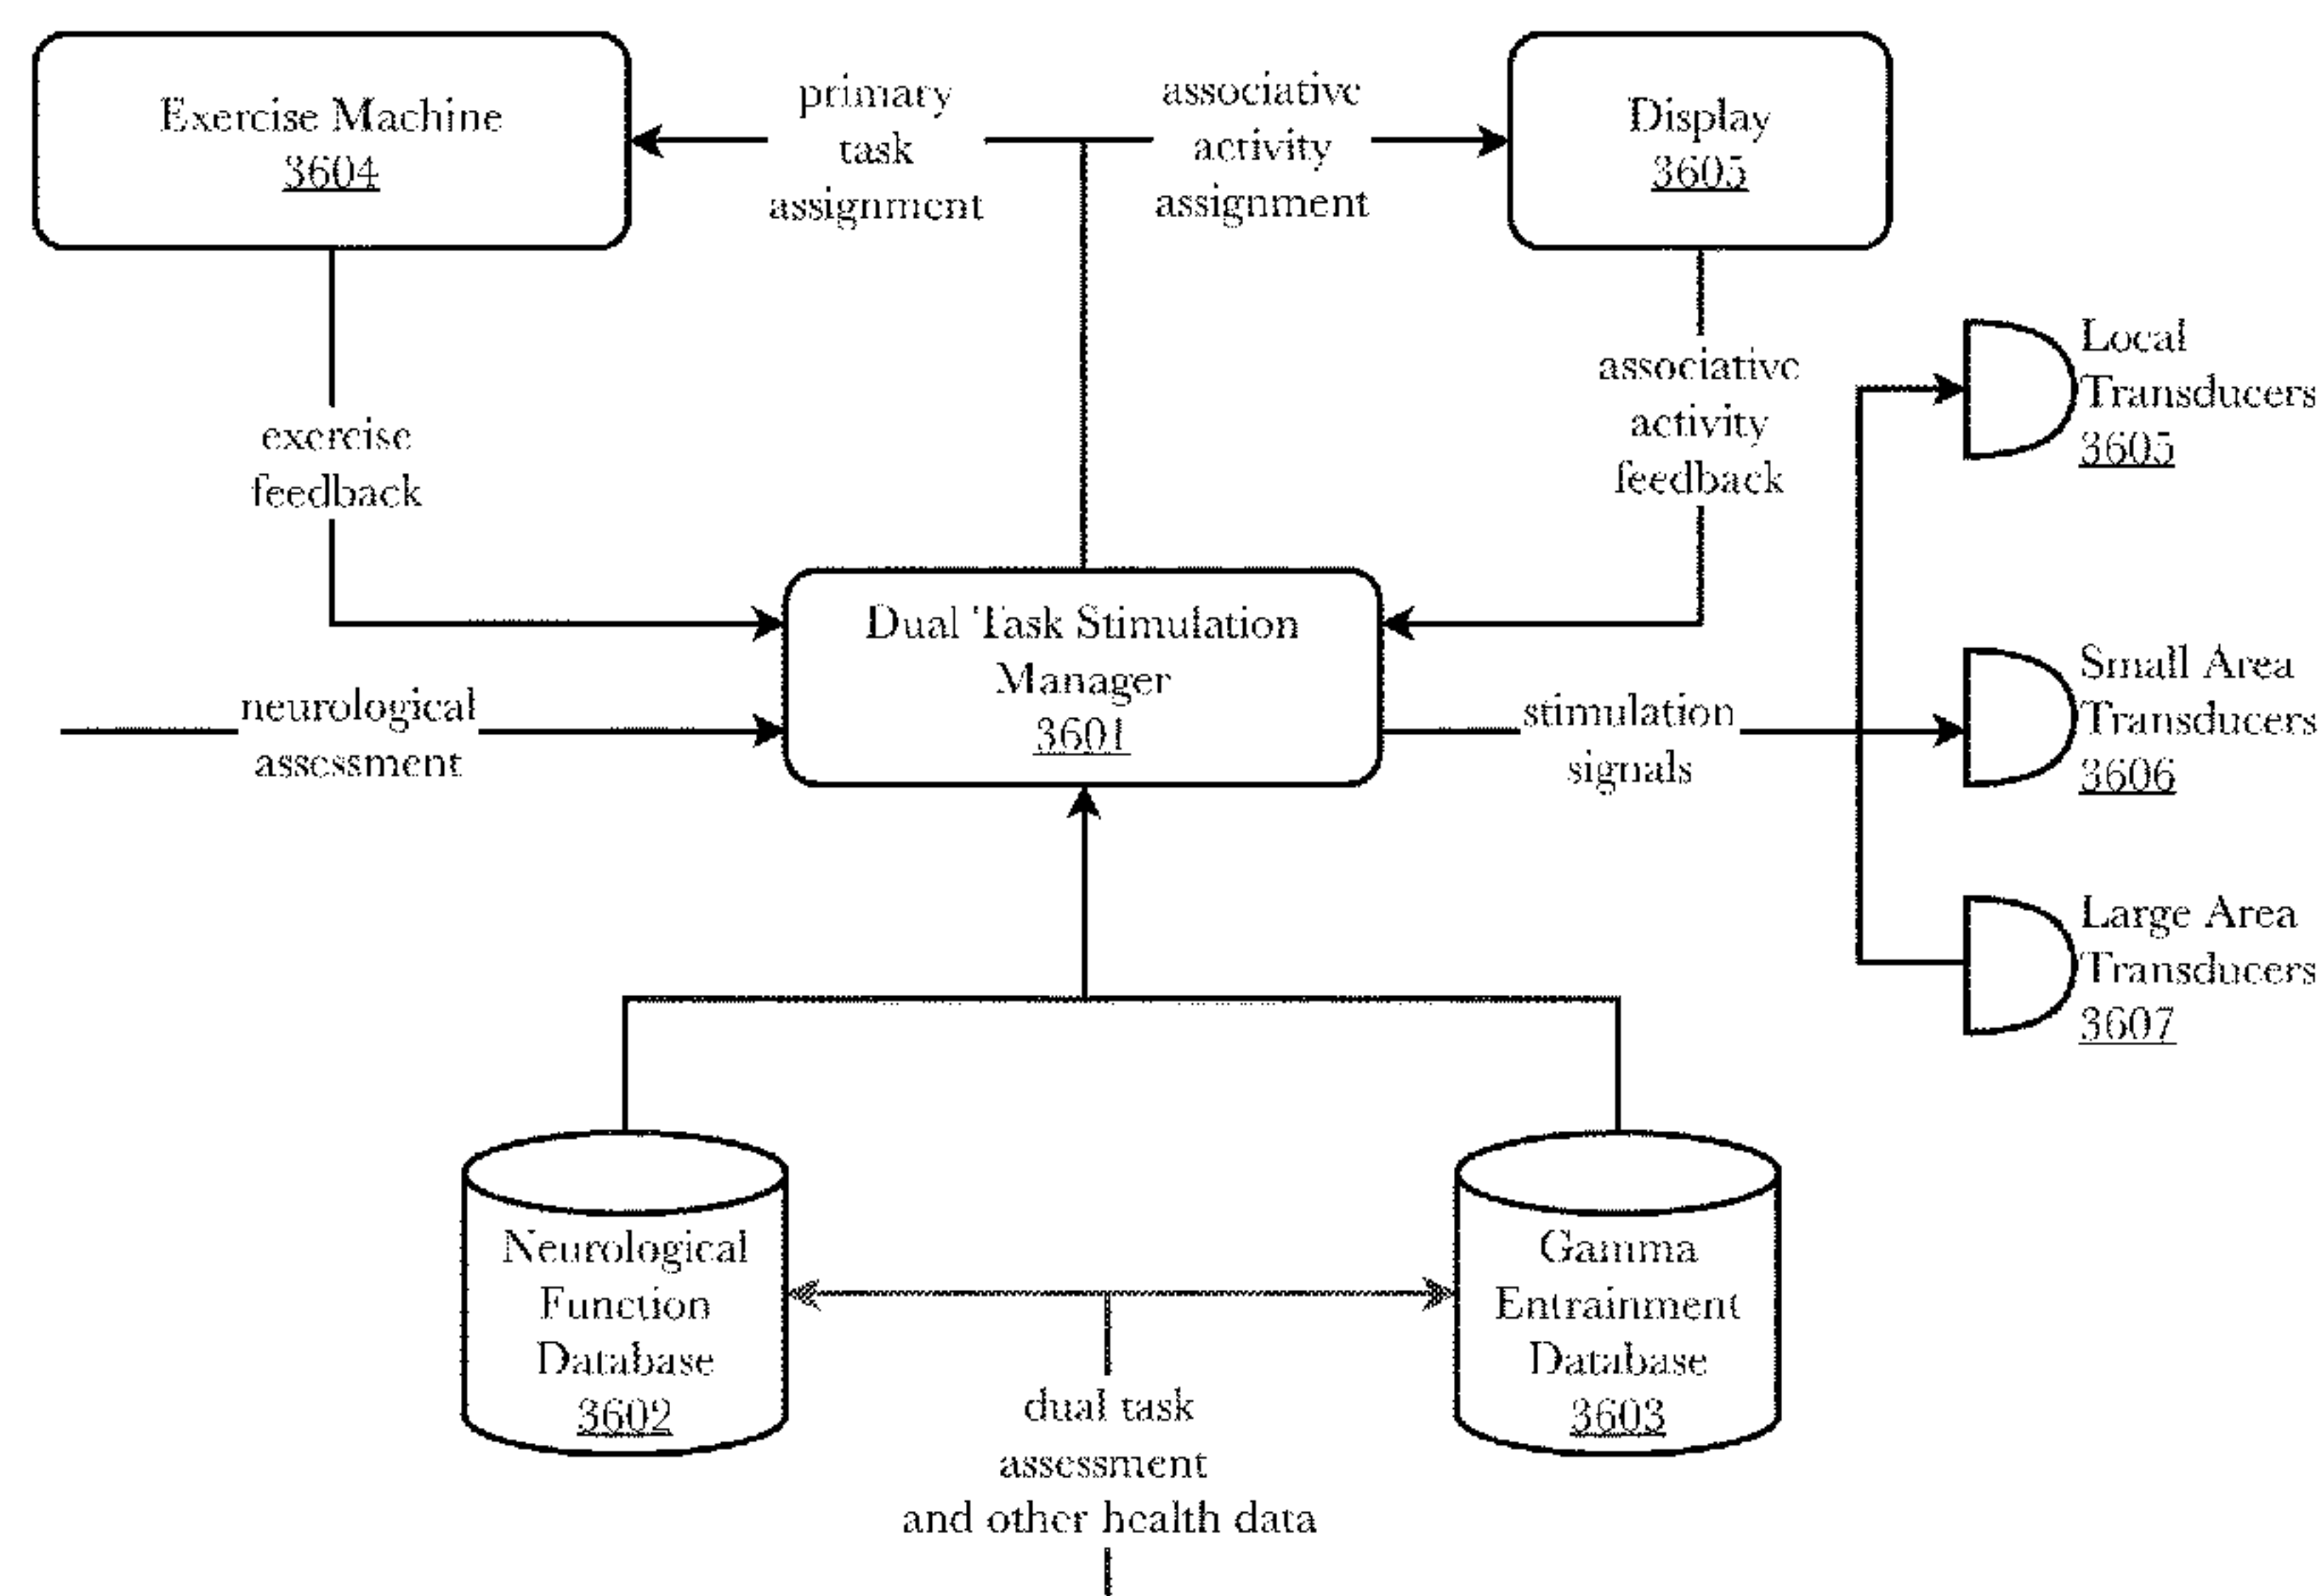 Exercise Machine
3604
primary
task
assignment
associative
activity
assignment
Display
3605
exercise
feedback
associative
activity
feedback
Local
Transducers
3605
Dual Task Stimulation
Manager
3601
neurological
assessment
stimulation
signals
Small Area
Transducers
3606
Large Area
Transducers
3607
Neurological
Function
Database
3602
Gamma
Entrainment
Database
3603
dual task
assessment
and other health data